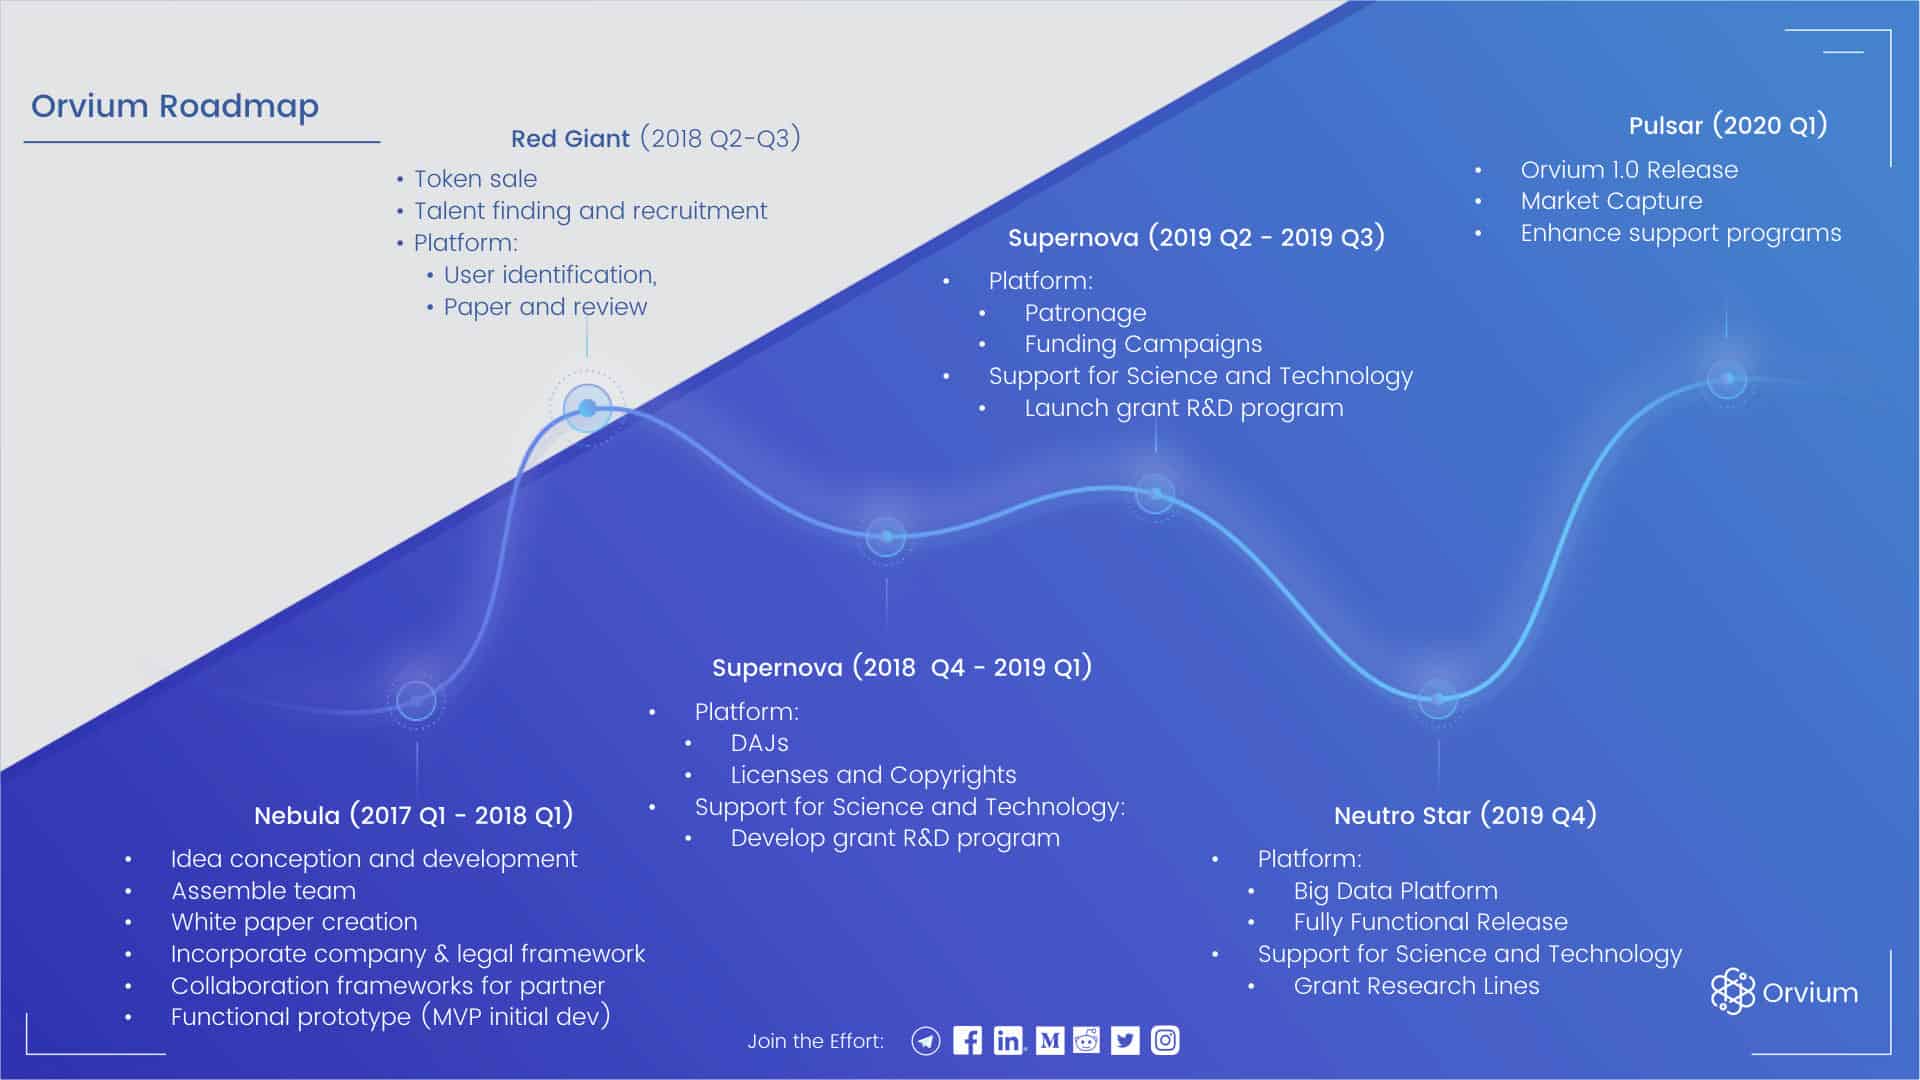 Orvium Roadmap
Red Giant (2018 Q2-Q3)
• Token sale
• Talent finding and recruitment
• Platform:
• User identification,
• Paper and review
Pulsar (2020 Q1)
• Orvium 1.0 Release
• Market Capture
• Enhance support programs
Supernova (2019 Q2 - 2019 Q3)
• Platform:
• Patronage
• Funding Campaigns
• Support for Science and Technology
• Launch grant R&D program
Supernova (2018 Q4 - 2019 Q1)
• Platform:
• DAJs
• Licenses and Copyrights
• Support for Science and Technology:
• Develop grant R&D program
Nebula (2017 Q1 - 2018 Q1)
• Idea conception and development
• Assemble team
• White paper creation
• Incorporate company & legal framework
• Collaboration frameworks for partner
• Functional prototype (MVP initial dev)
Neutro Star (2019 Q4)
• Platform:
• Big Data Platform
• Fully Functional Release
• Support for Science and Technology
• Grant Research Lines
Orvium
Join the Effort: